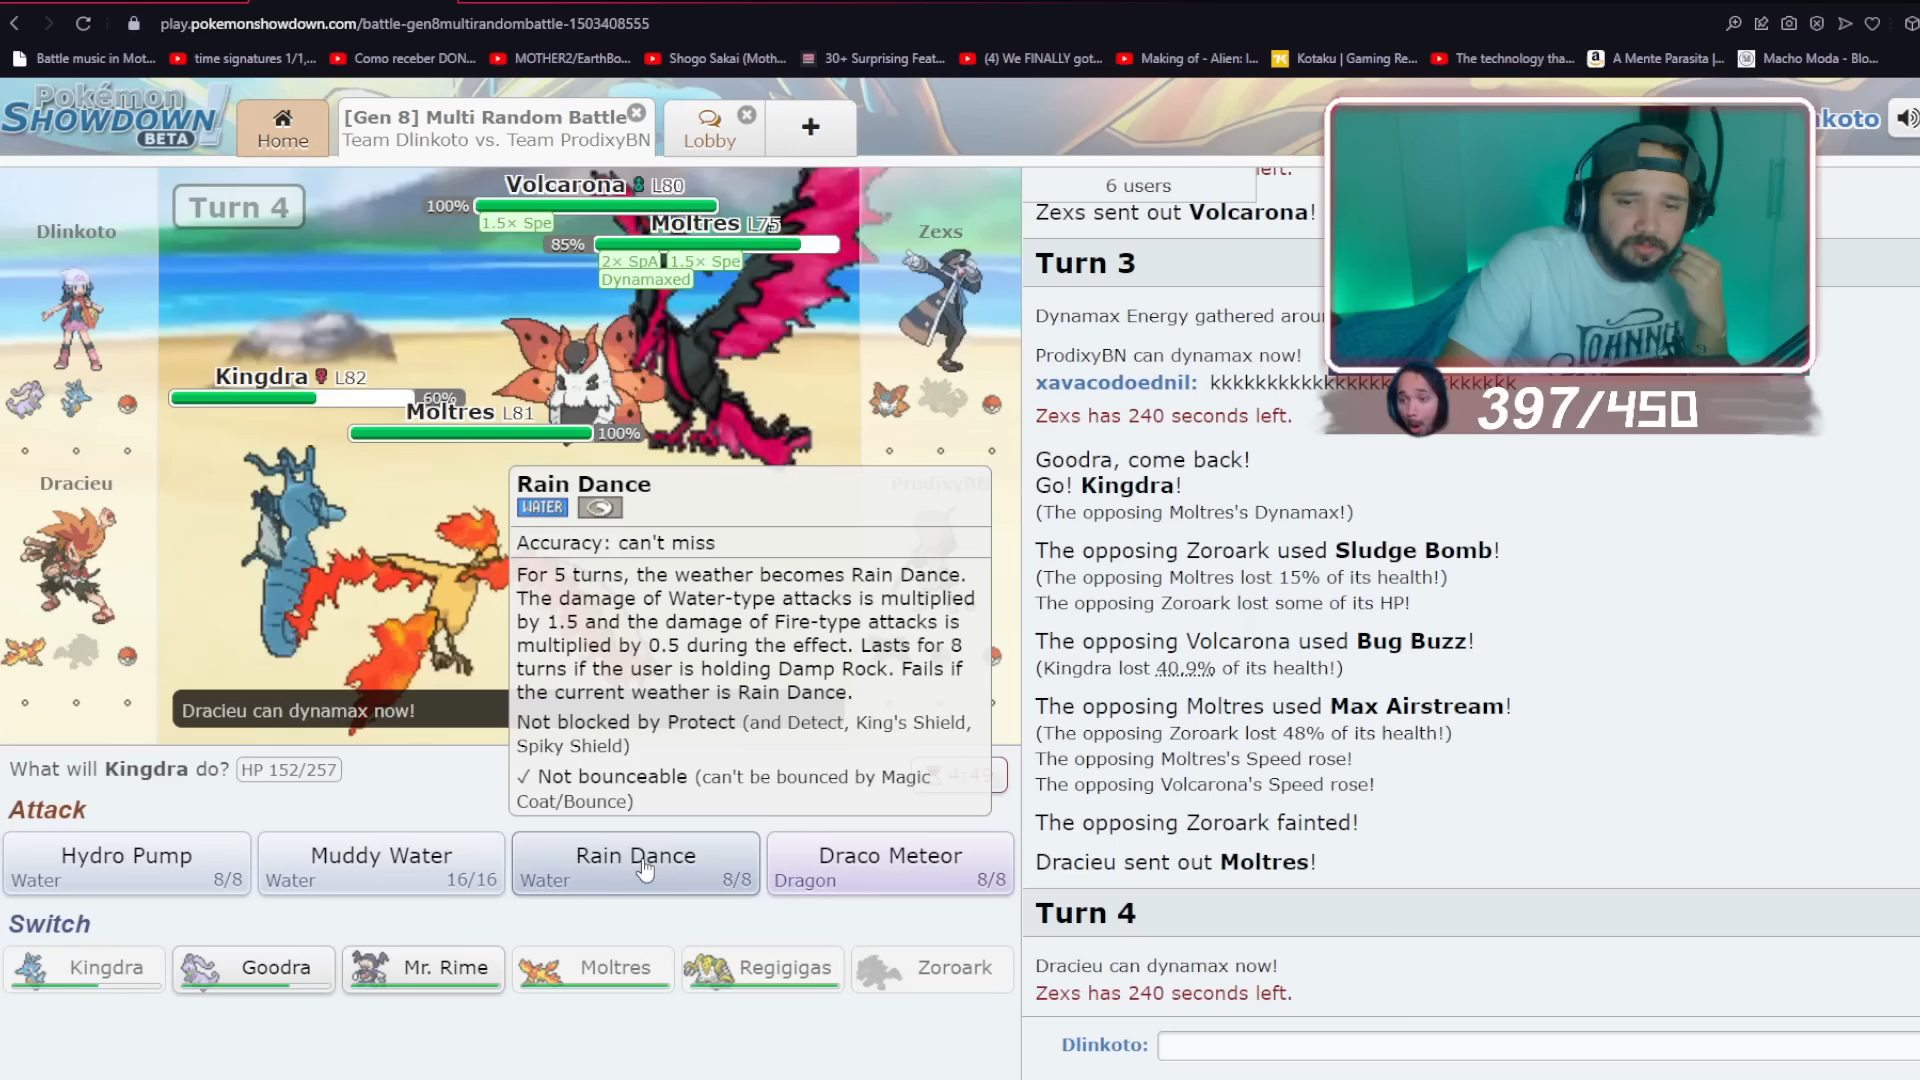 play.pokemonshowdown.com/battle-gen8multirandombattle-1503408555
Battle music in Mot...
time signatures 1/1,...
Como receber DON...
MOTHER2/EarthBo...
Shogo Sakai (Moth...
30+ Surprising Feat...
(4) We FINALLY got...
Making of - Alien: I...
Kotaku | Gaming Re...
The technology tha...
A Mente Parasita |...
Macho Moda - Blo...
Pokémon
SHOWDOWN!
BETA
Home
[Gen 8] Multi Random Battle
Team Dlinkoto vs. Team ProdixyBN
Lobby
+
nkoto
Turn 4
Dlinkoto
Dracieu
Zexs
ProdixyBN
Volcarona L80
100%
1.5× Spe
Moltres L75
85%
2× SpA 1.5× Spe
Dynamaxed
Kingdra L82
60%
Moltres L81
100%
Dracieu can dynamax now!
Rain Dance
WATER
Accuracy: can't miss
For 5 turns, the weather becomes Rain Dance.
The damage of Water-type attacks is multiplied
by 1.5 and the damage of Fire-type attacks is
multiplied by 0.5 during the effect. Lasts for 8
turns if the user is holding Damp Rock. Fails if
the current weather is Rain Dance.
Not blocked by Protect (and Detect, King's Shield,
Spiky Shield)
✓ Not bounceable (can't be bounced by Magic
Coat/Bounce)
What will Kingdra do? HP 152/257
4:49
Attack
Hydro Pump
Water 8/8
Muddy Water
Water 16/16
Rain Dance
Water 8/8
Draco Meteor
Dragon 8/8
Switch
Kingdra
Goodra
Mr. Rime
Moltres
Regigigas
Zoroark
6 users
left.
Zexs sent out Volcarona!
Turn 3
Dynamax Energy gathered arou
ProdixyBN can dynamax now!
Zexs has 240 seconds left.
397/450
Goodra, come back!
Go! Kingdra!
(The opposing Moltres's Dynamax!)
The opposing Zoroark used Sludge Bomb!
(The opposing Moltres lost 15% of its health!)
The opposing Zoroark lost some of its HP!
The opposing Volcarona used Bug Buzz!
(Kingdra lost 40.9% of its health!)
The opposing Moltres used Max Airstream!
(The opposing Zoroark lost 48% of its health!)
The opposing Moltres's Speed rose!
The opposing Volcarona's Speed rose!
The opposing Zoroark fainted!
Dracieu sent out Moltres!
Turn 4
Dracieu can dynamax now!
Zexs has 240 seconds left.
Dlinkoto: